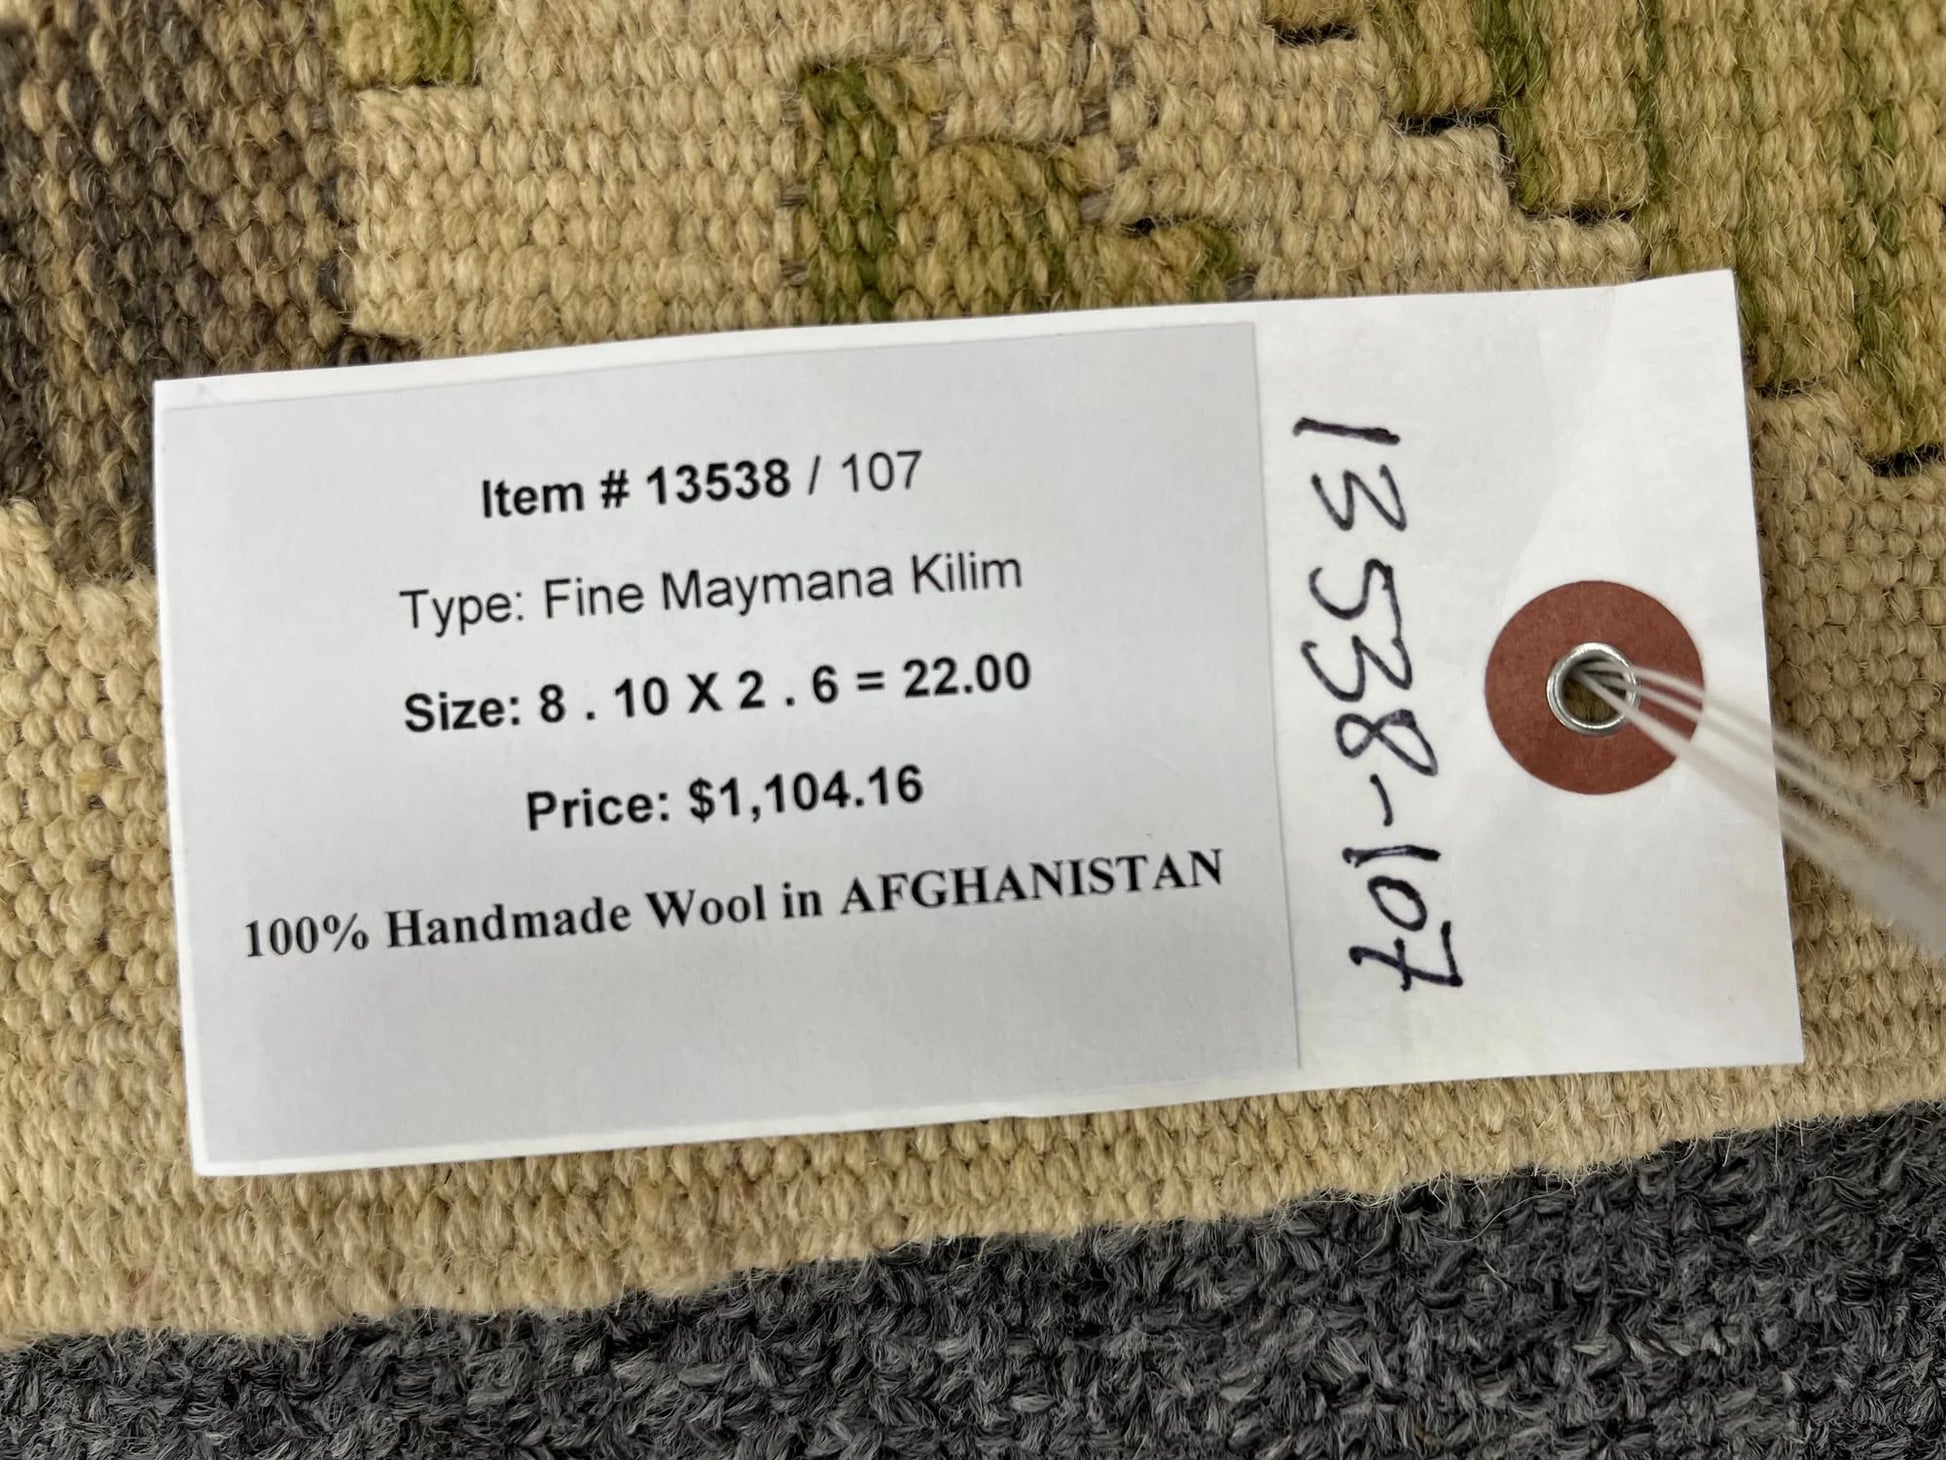 Item # 13538 / 107
Type: Fine Maymana Kilim
Size: 8 . 10 X 2 . 6 = 22.00
Price: $1,104.16
100% Handmade Wool in AFGHANISTAN
13538-107